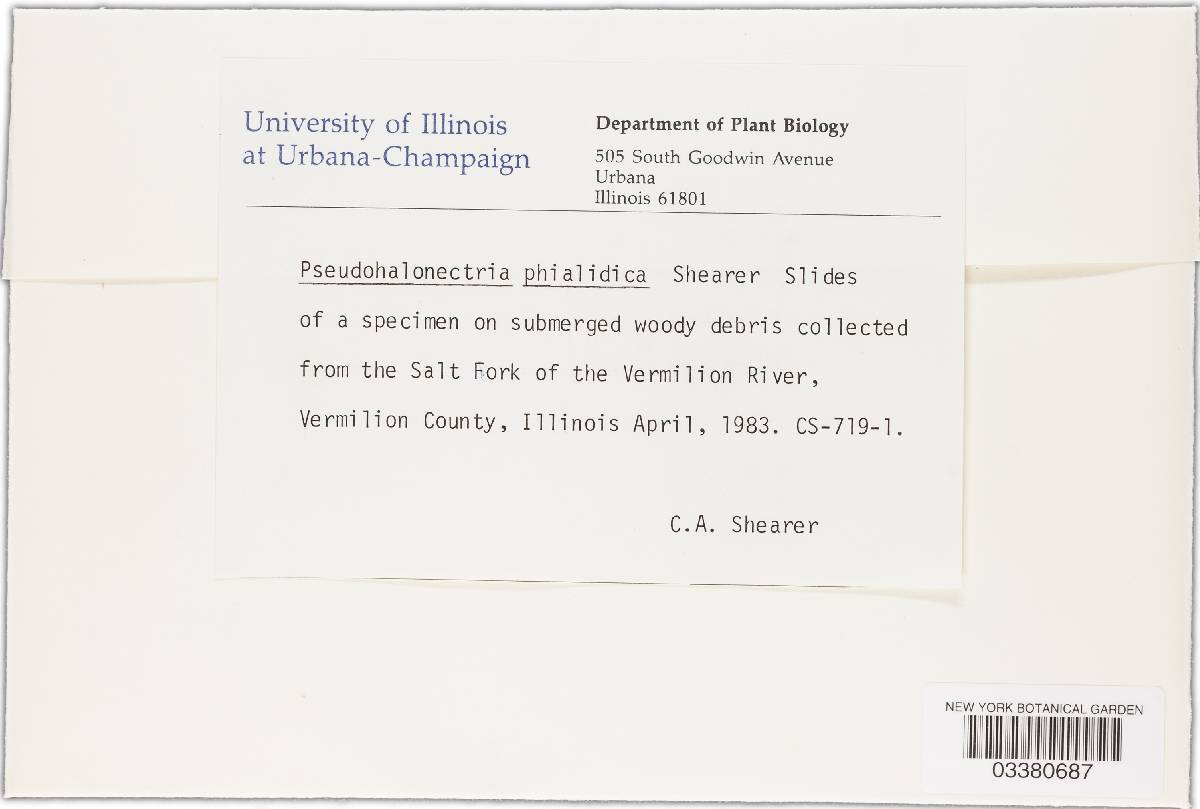 University of Illinois
at Urbana-Champaign
Department of Plant Biology
505 South Goodwin Avenue
Urbana
Illinois 61801
Pseudohalonectria phialidica Shearer Slides
of a specimen on submerged woody debris collected
from the Salt Fork of the Vermilion River,
Vermilion County, Illinois April, 1983. CS-719-1.
C.A. Shearer
NEW YORK BOTANICAL GARDEN
03380687